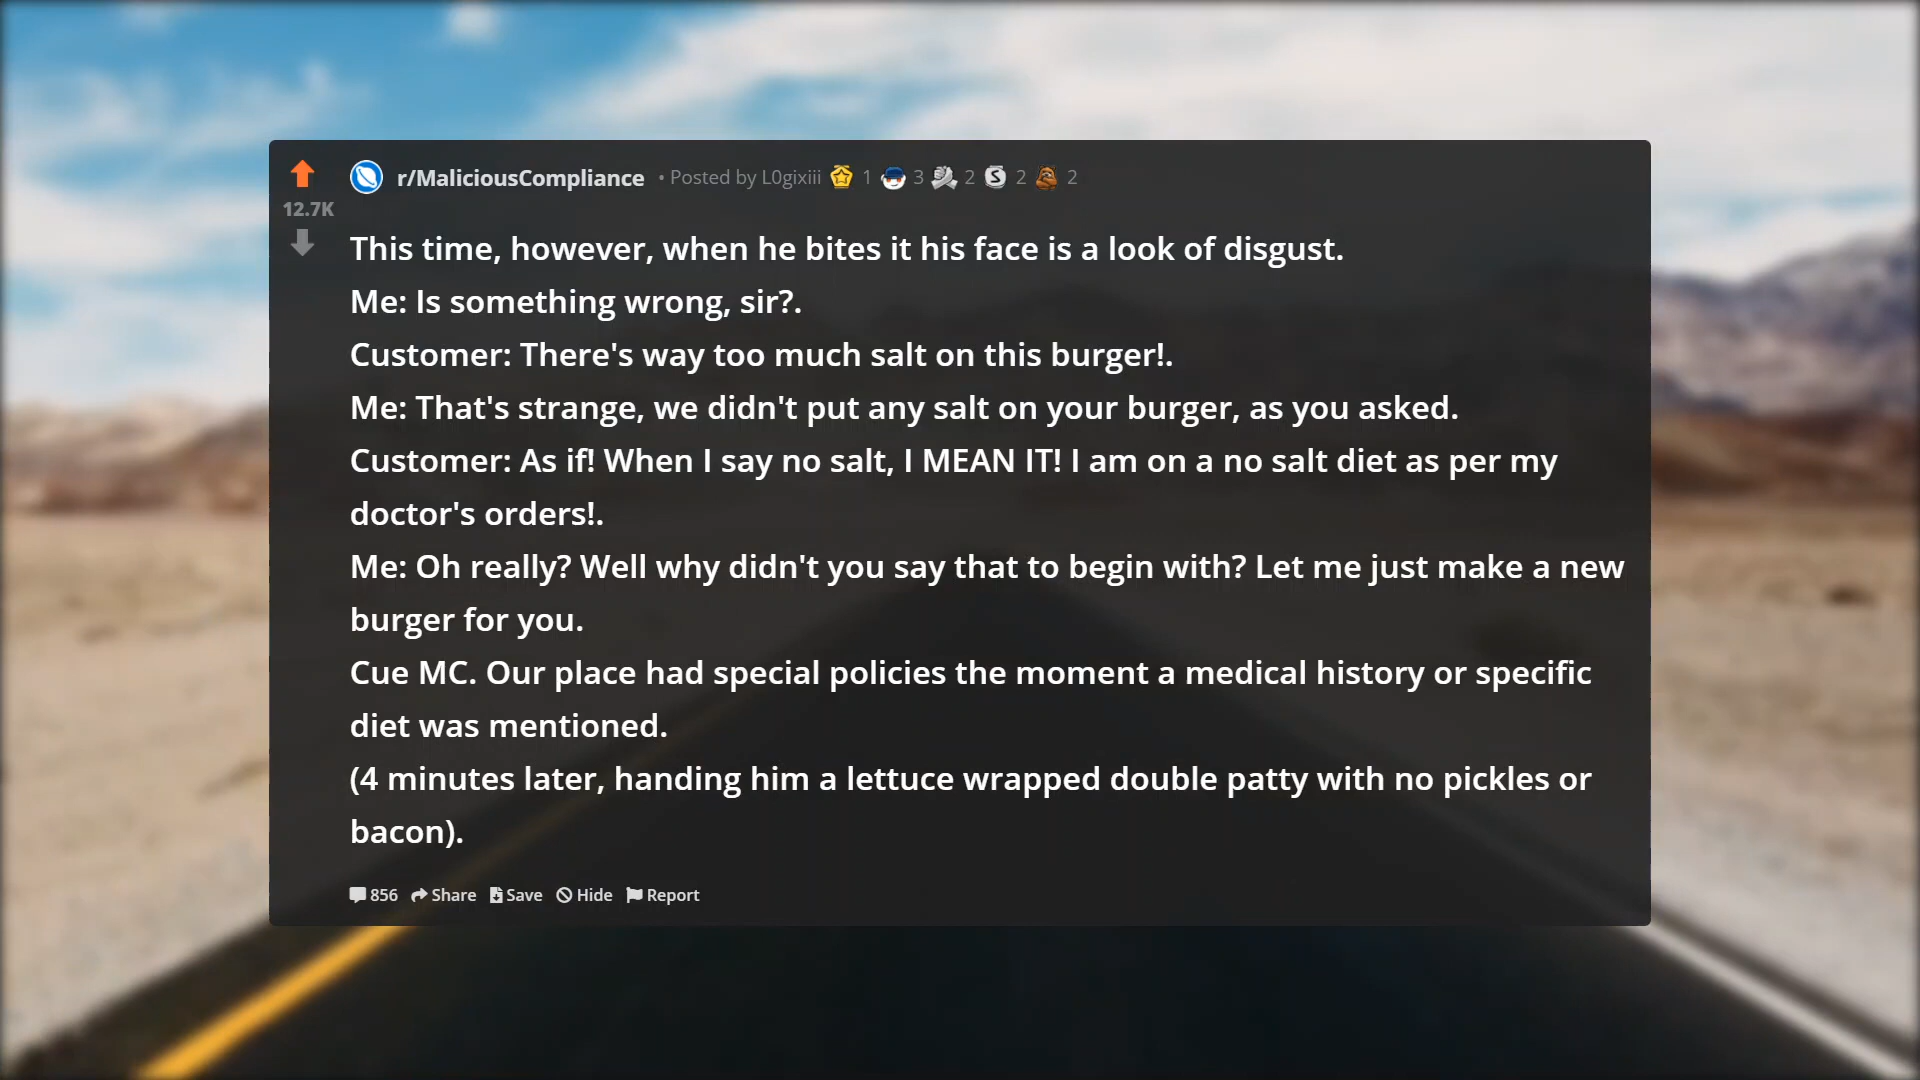 r/MaliciousCompliance • Posted by L0gixiii 1 3 2 2 2
12.7K
This time, however, when he bites it his face is a look of disgust.
Me: Is something wrong, sir?.
Customer: There's way too much salt on this burger!.
Me: That's strange, we didn't put any salt on your burger, as you asked.
Customer: As if! When I say no salt, I MEAN IT! I am on a no salt diet as per my
doctor's orders!.
Me: Oh really? Well why didn't you say that to begin with? Let me just make a new
burger for you.
Cue MC. Our place had special policies the moment a medical history or specific
diet was mentioned.
(4 minutes later, handing him a lettuce wrapped double patty with no pickles or
bacon).
856 Share Save Hide Report